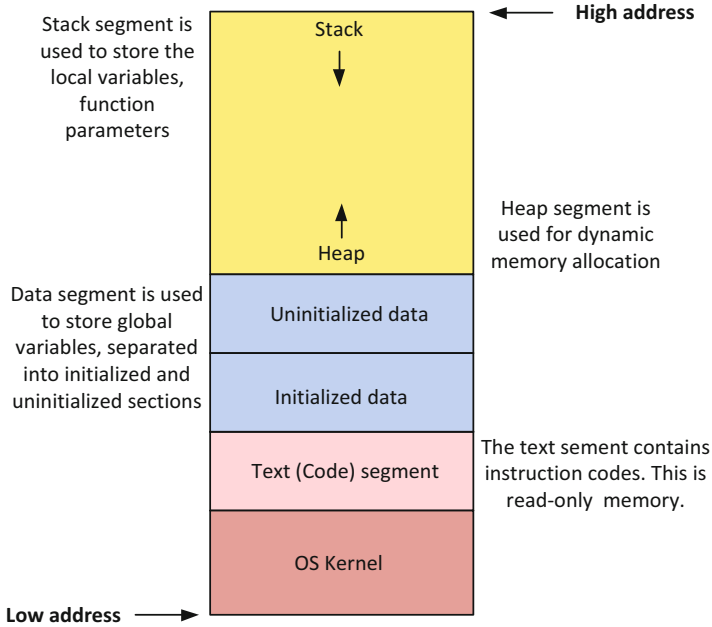 Stack segment is
used to store the
local variables,
function
parameters
Stack
High address
Heap
Heap segment is
used for dynamic
memory allocation
Data segment is used
to store global
variables, separated
into initialized and
uninitialized sections
Uninitialized data
Initialized data
Text (Code) segment
The text sement contains
instruction codes. This is
read-only memory.
OS Kernel
Low address